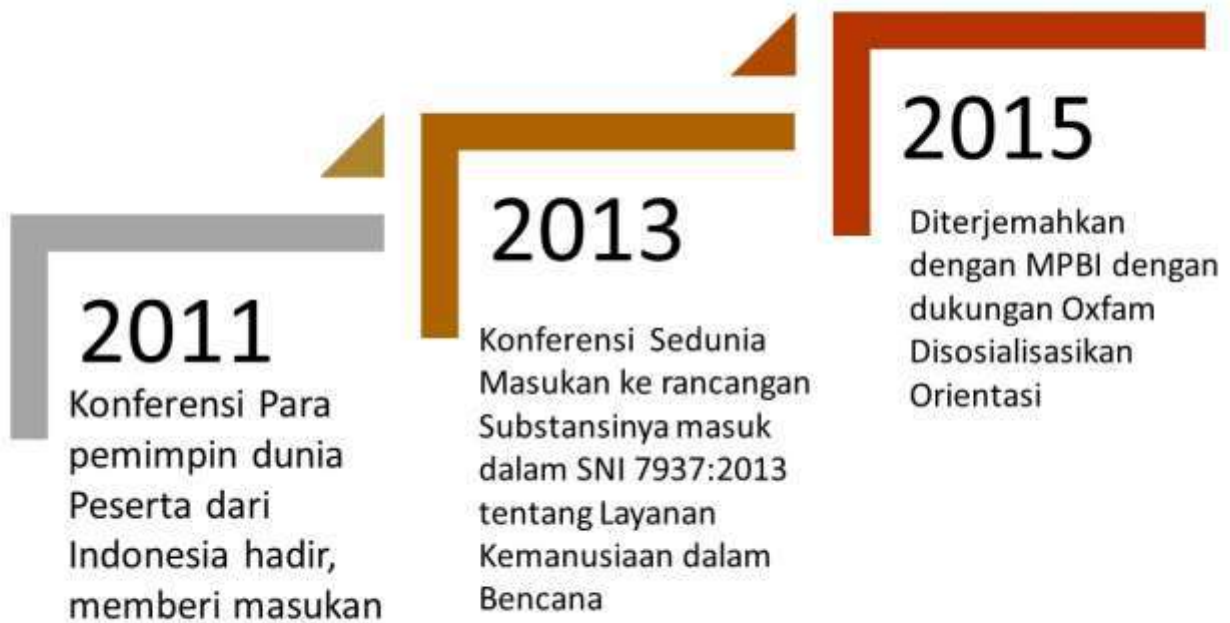 2011
Konferensi Para
pemimpin dunia
Peserta dari
Indonesia hadir,
memberi masukan
2013
Konferensi Sedunia
Masukan ke rancangan
Substansinya masuk
dalam SNI 7937:2013
tentang Layanan
Kemanusiaan dalam
Bencana
2015
Diterjemahkan
dengan MPBI dengan
dukungan Oxfam
Disosialisasikan
Orientasi